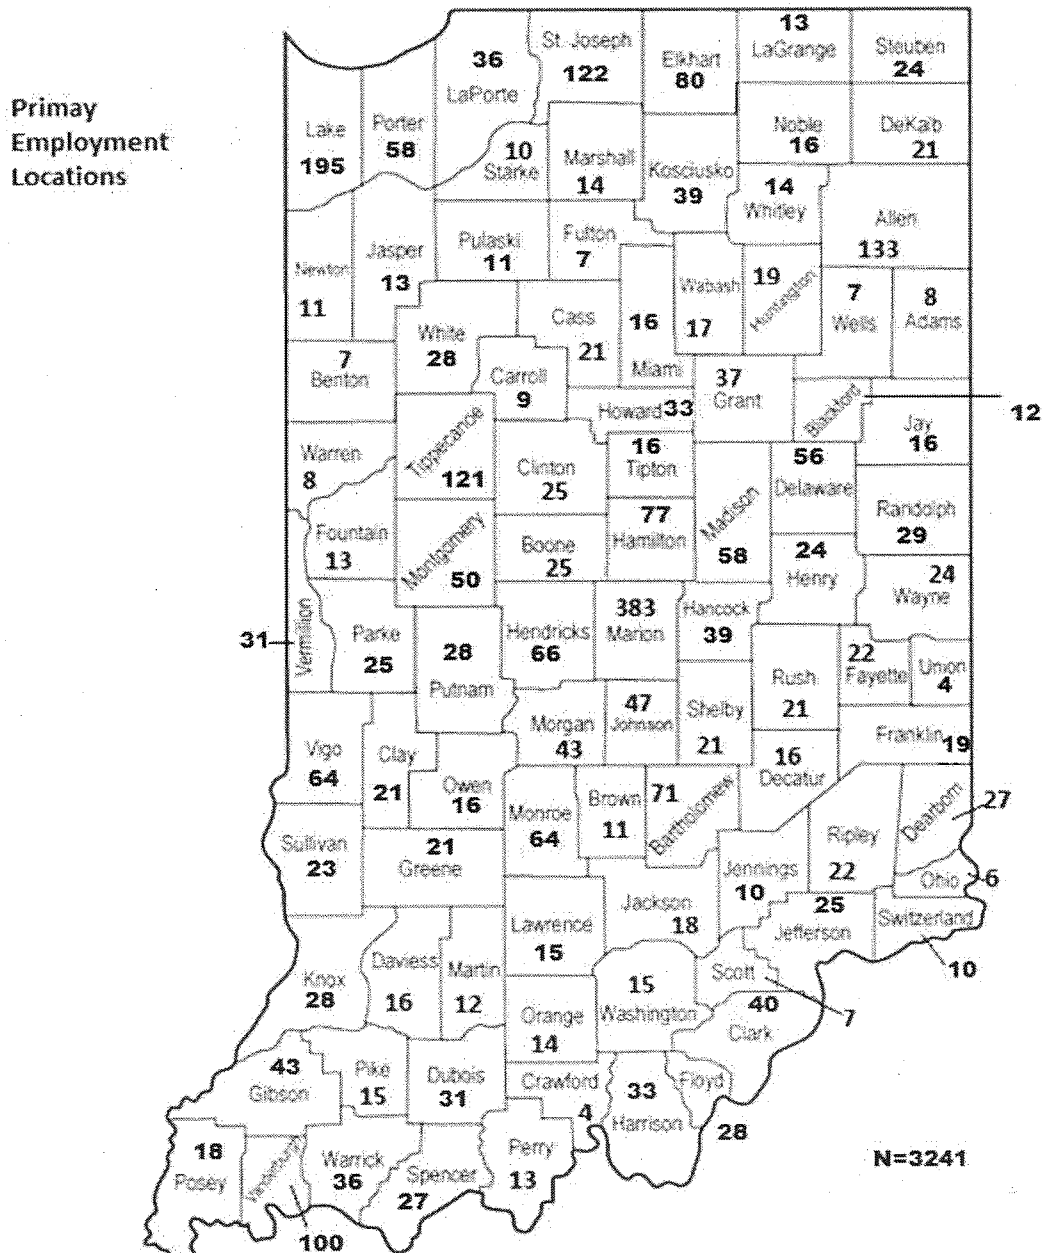 Primay
Employment
Locations
36
LaPorte
St. Joseph
122
Elkhart
80
13
LaGrange
Steuben
24
Lake
195
Porter
58
10
Starke
Marshall
14
Kosciusko
39
Noble
16
DeKalb
21
14
Whitley
Allen
133
Newton
11
Jasper
13
Pulaski
11
Fulton
7
16
Miami
Wabash
17
19
Huntington
7
Wells
8
Adams
White
28
Cass
21
7
Benton
Carroll
9
Howard 33
37
Grant
Blackford
12
Jay
16
Warren
8
Tippecanoe
121
Clinton
25
16
Tipton
Madison
58
56
Delaware
Randolph
29
Fountain
13
Montgomery
50
Boone
25
77
Hamilton
24
Henry
24
Wayne
31
Vermillion
Parke
25
28
Putnam
Hendricks
66
383
Marion
Hancock
39
Rush
21
22
Fayette
Union
4
Vigo
64
Clay
21
Owen
16
Morgan
43
47
Johnson
Shelby
21
16
Decatur
Franklin 19
Sullivan
23
21
Greene
Monroe
64
Brown
11
71
Bartholomew
Jennings
10
Ripley
22
Dearborn
27
Ohio 6
Lawrence
15
Jackson
18
25
Jefferson
Switzerland
10
Knox
28
Daviess
16
Martin
12
Orange
14
15
Washington
Scott
7
40
Clark
43
Gibson
Pike
15
Dubois
31
Crawford
4
33
Harrison
Floyd
28
18
Posey
Vanderburg
100
Warrick
36
Spencer
27
Perry
13
N=3241